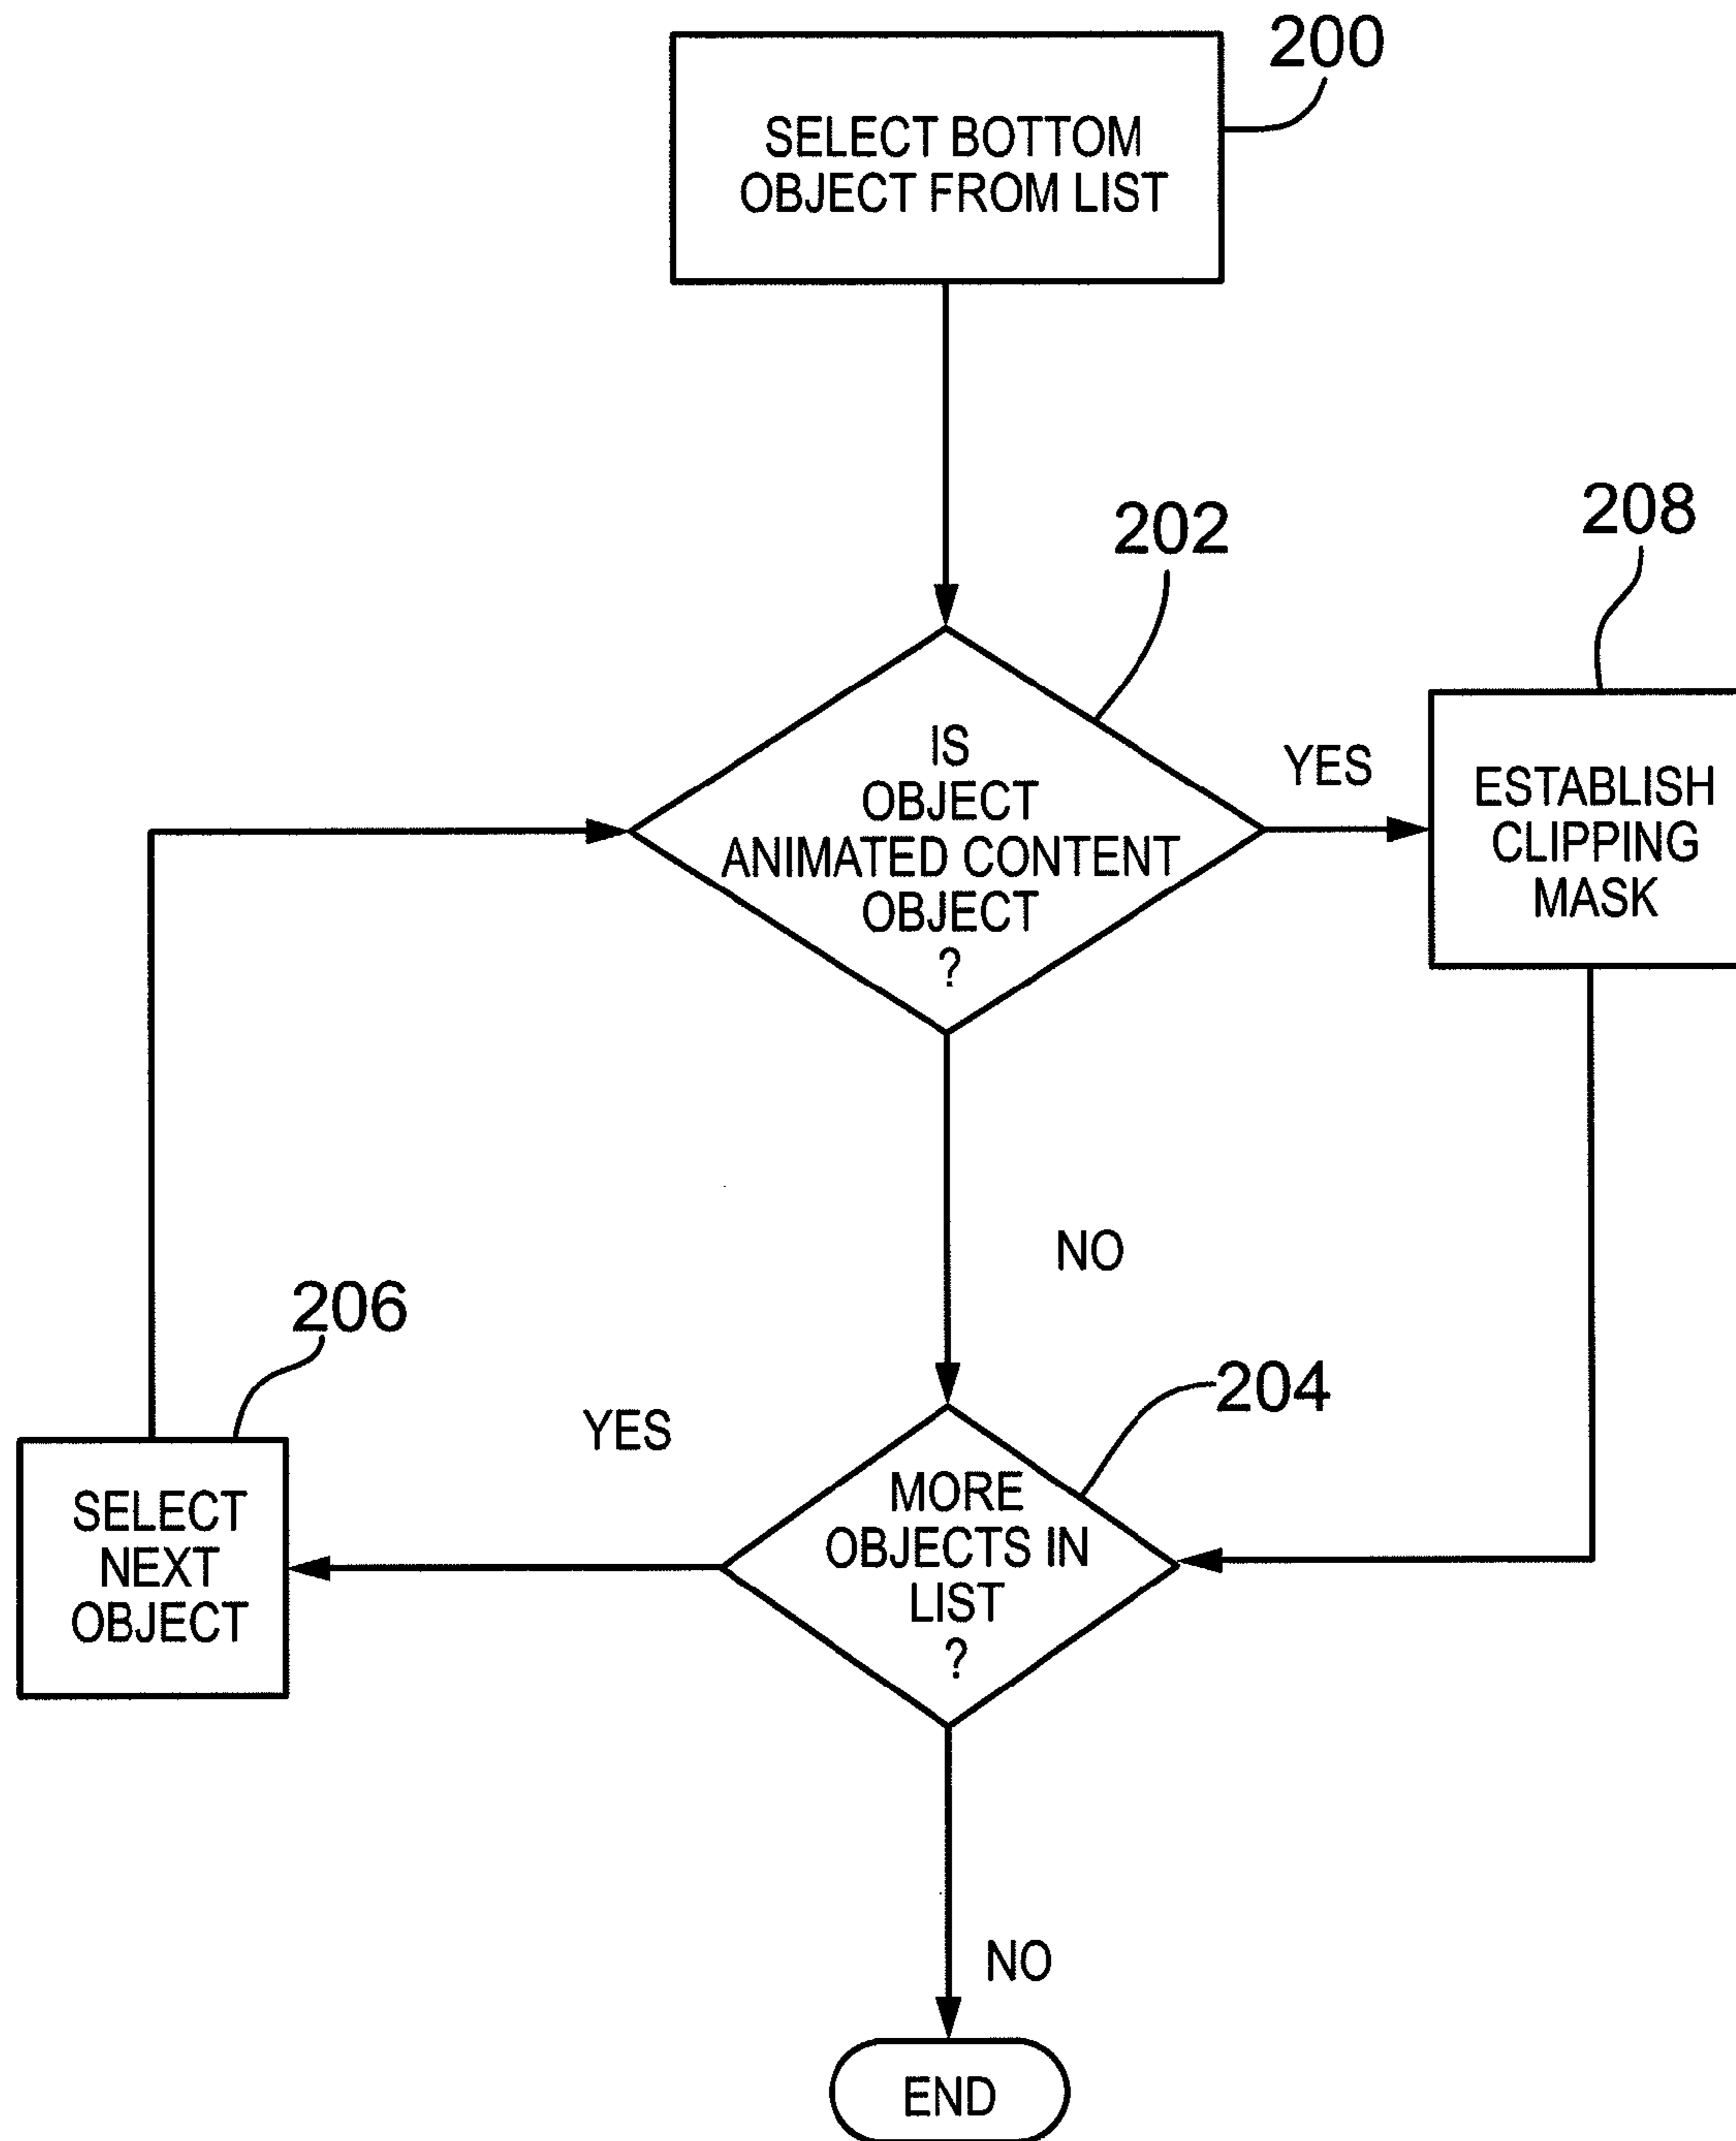 200
SELECT BOTTOM
OBJECT FROM LIST
202
208
IS
OBJECT
ANIMATED CONTENT
OBJECT
?
YES
ESTABLISH
CLIPPING
MASK
NO
206
204
YES
SELECT
NEXT
OBJECT
MORE
OBJECTS IN
LIST
?
NO
END